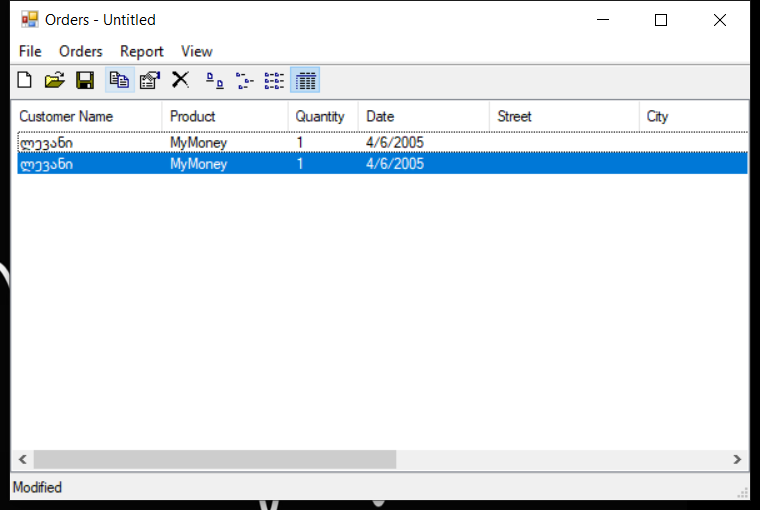 Orders - Untitled
File Orders Report View
Customer Name Product Quantity Date Street City
ლევანი MyMoney 1 4/6/2005
ლევანი MyMoney 1 4/6/2005
Modified